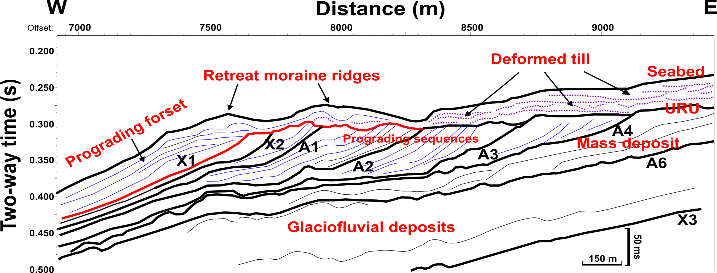 W Distance (m) E
Offset: 7000 7500 8000 8500 9000
Two-way time (s)
0.200
0.250
0.300
0.350
0.400
0.450
0.500
Retreat moraine ridges
Deformed till
Seabed
URU
Prograding forset
Prograding sequences
X1
X2
A1
A2
A3
A4
Mass deposit
A6
Glaciofluvial deposits
X3
150 m
50 ms